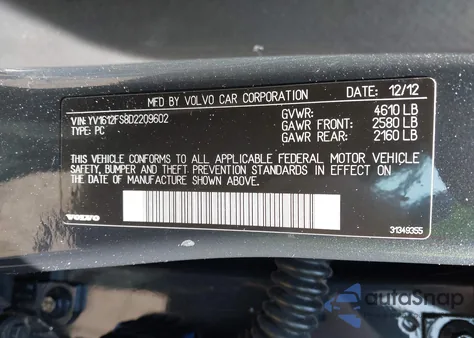 MFD BY VOLVO CAR CORPORATION DATE: 12/12
VIN: YV1612FS8D2209602 GVWR: 4610 LB
TYPE: PC GAWR FRONT: 2580 LB
GAWR REAR: 2160 LB
THIS VEHICLE CONFORMS TO ALL APPLICABLE FEDERAL MOTOR VEHICLE
SAFETY, BUMPER AND THEFT PREVENTION STANDARDS IN EFFECT ON
THE DATE OF MANUFACTURE SHOWN ABOVE.
VOLVO 31349355
autoSnap